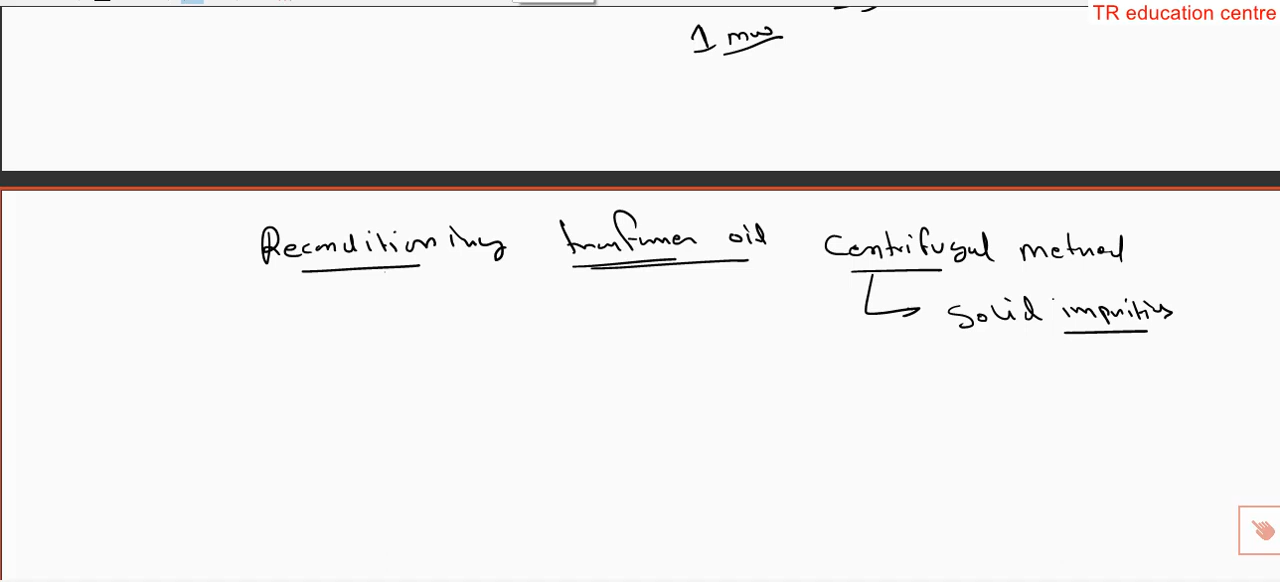 TR education centre
1 mw
Reconditioning transformer oil Centrifugal method
Solid impurities